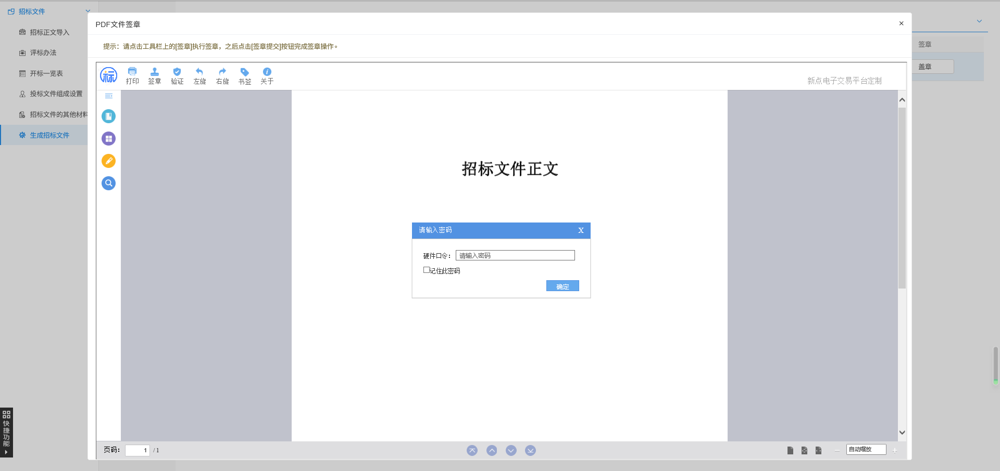 招标文件
招标正文导入
评标办法
开标一览表
投标文件组成设置
招标文件的其他材料
生成招标文件
PDF文件签章
×
提示：请点击工具栏上的[签章]执行签章，之后点击[签章提交]按钮完成签章操作。
签章
盖章
标
打印 签章 验证 左旋 右旋 书签 关于
新点电子交易平台定制
招标文件正文
请输入密码 X
硬件口令： 请输入密码
记住此密码
确定
快捷功能
页码： 1 / 1
自动缩放